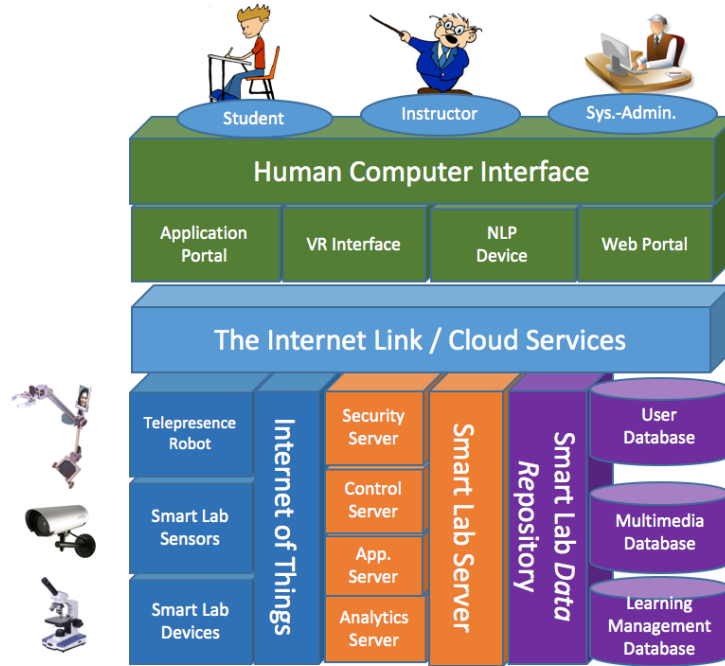 Student
Instructor
Sys.-Admin.
Human Computer Interface
Application
Portal
VR Interface
NLP
Device
Web Portal
The Internet Link / Cloud Services
Telepresence
Robot
Smart Lab
Sensors
Smart Lab
Devices
Internet of Things
Security
Server
Control
Server
App.
Server
Analytics
Server
Smart Lab Server
Smart Lab Data
Repository
User
Database
Multimedia
Database
Learning
Management
Database